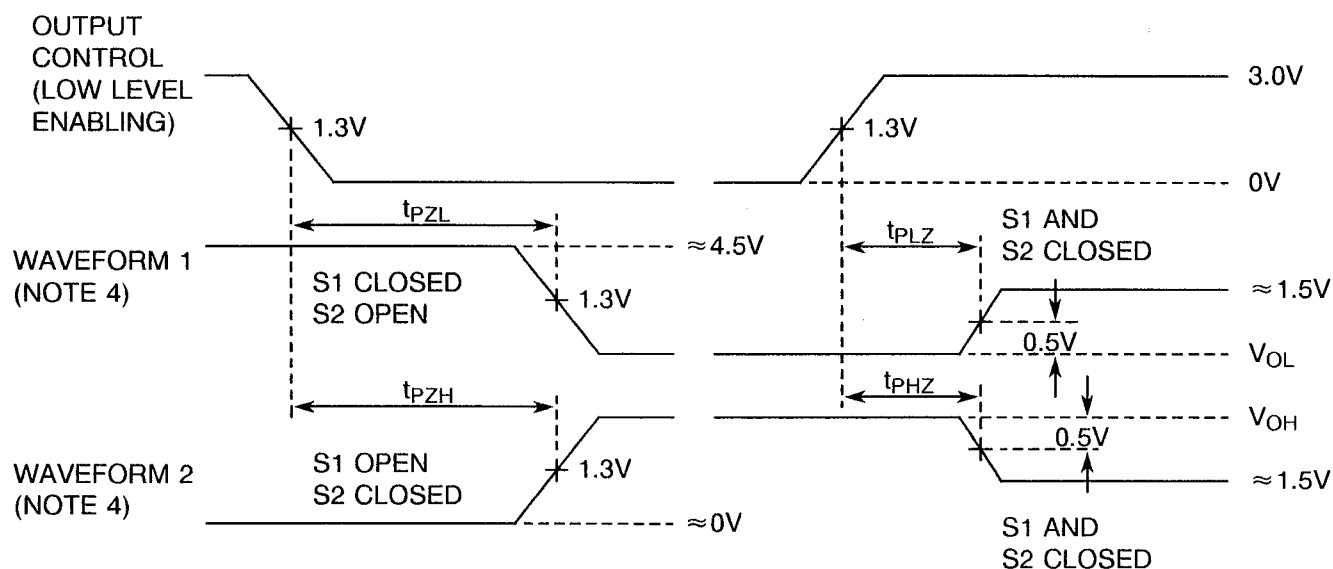 OUTPUT
CONTROL
(LOW LEVEL
ENABLING)
1.3V
1.3V
3.0V
0V
tPZL
tPLZ
S1 AND
S2 CLOSED
WAVEFORM 1
(NOTE 4)
≈4.5V
S1 CLOSED
S2 OPEN
1.3V
≈1.5V
0.5V
VOL
tPZH
tPHZ
VOH
0.5V
WAVEFORM 2
(NOTE 4)
S1 OPEN
S2 CLOSED
1.3V
≈1.5V
≈0V
S1 AND
S2 CLOSED